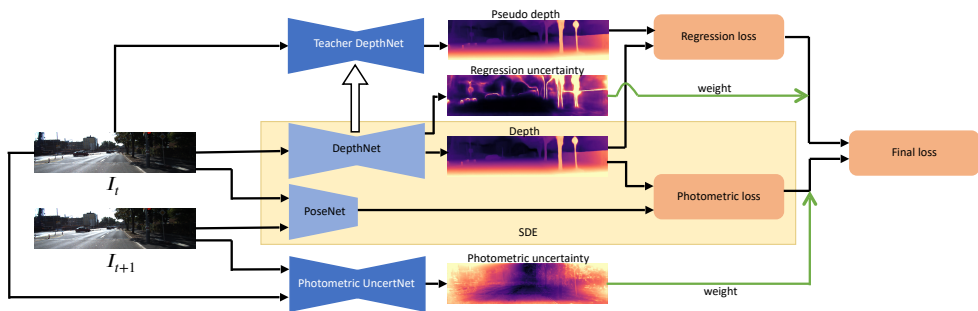 Pseudo depth
Teacher DepthNet
Regression loss
Regression uncertainty
weight
Depth
DepthNet
Final loss
I_t
PoseNet
Photometric loss
SDE
I_{t+1}
Photometric uncertainty
Photometric UncertNet
weight